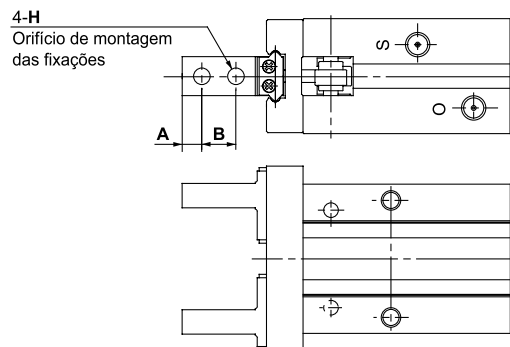 4-H
Orifício de montagem
das fixações
S
O
A
B